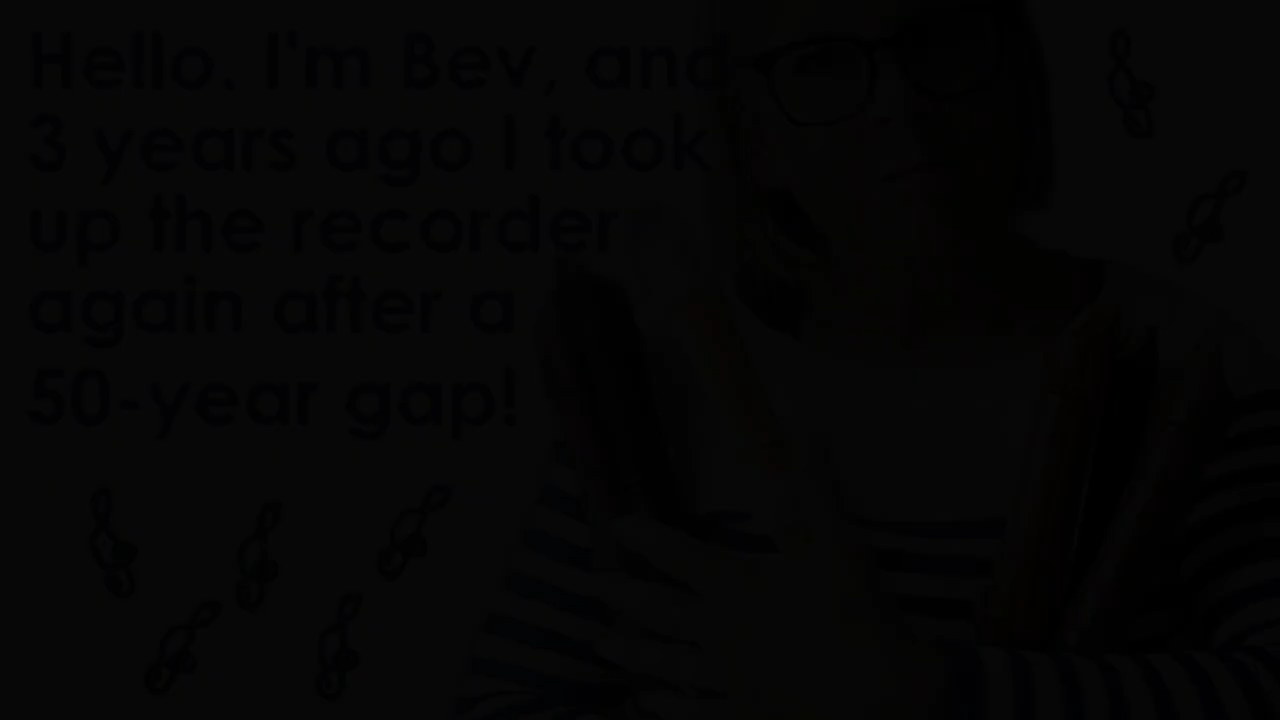 Hello. I'm Bev, and
3 years ago I took
up the recorder
again after a
50-year gap!